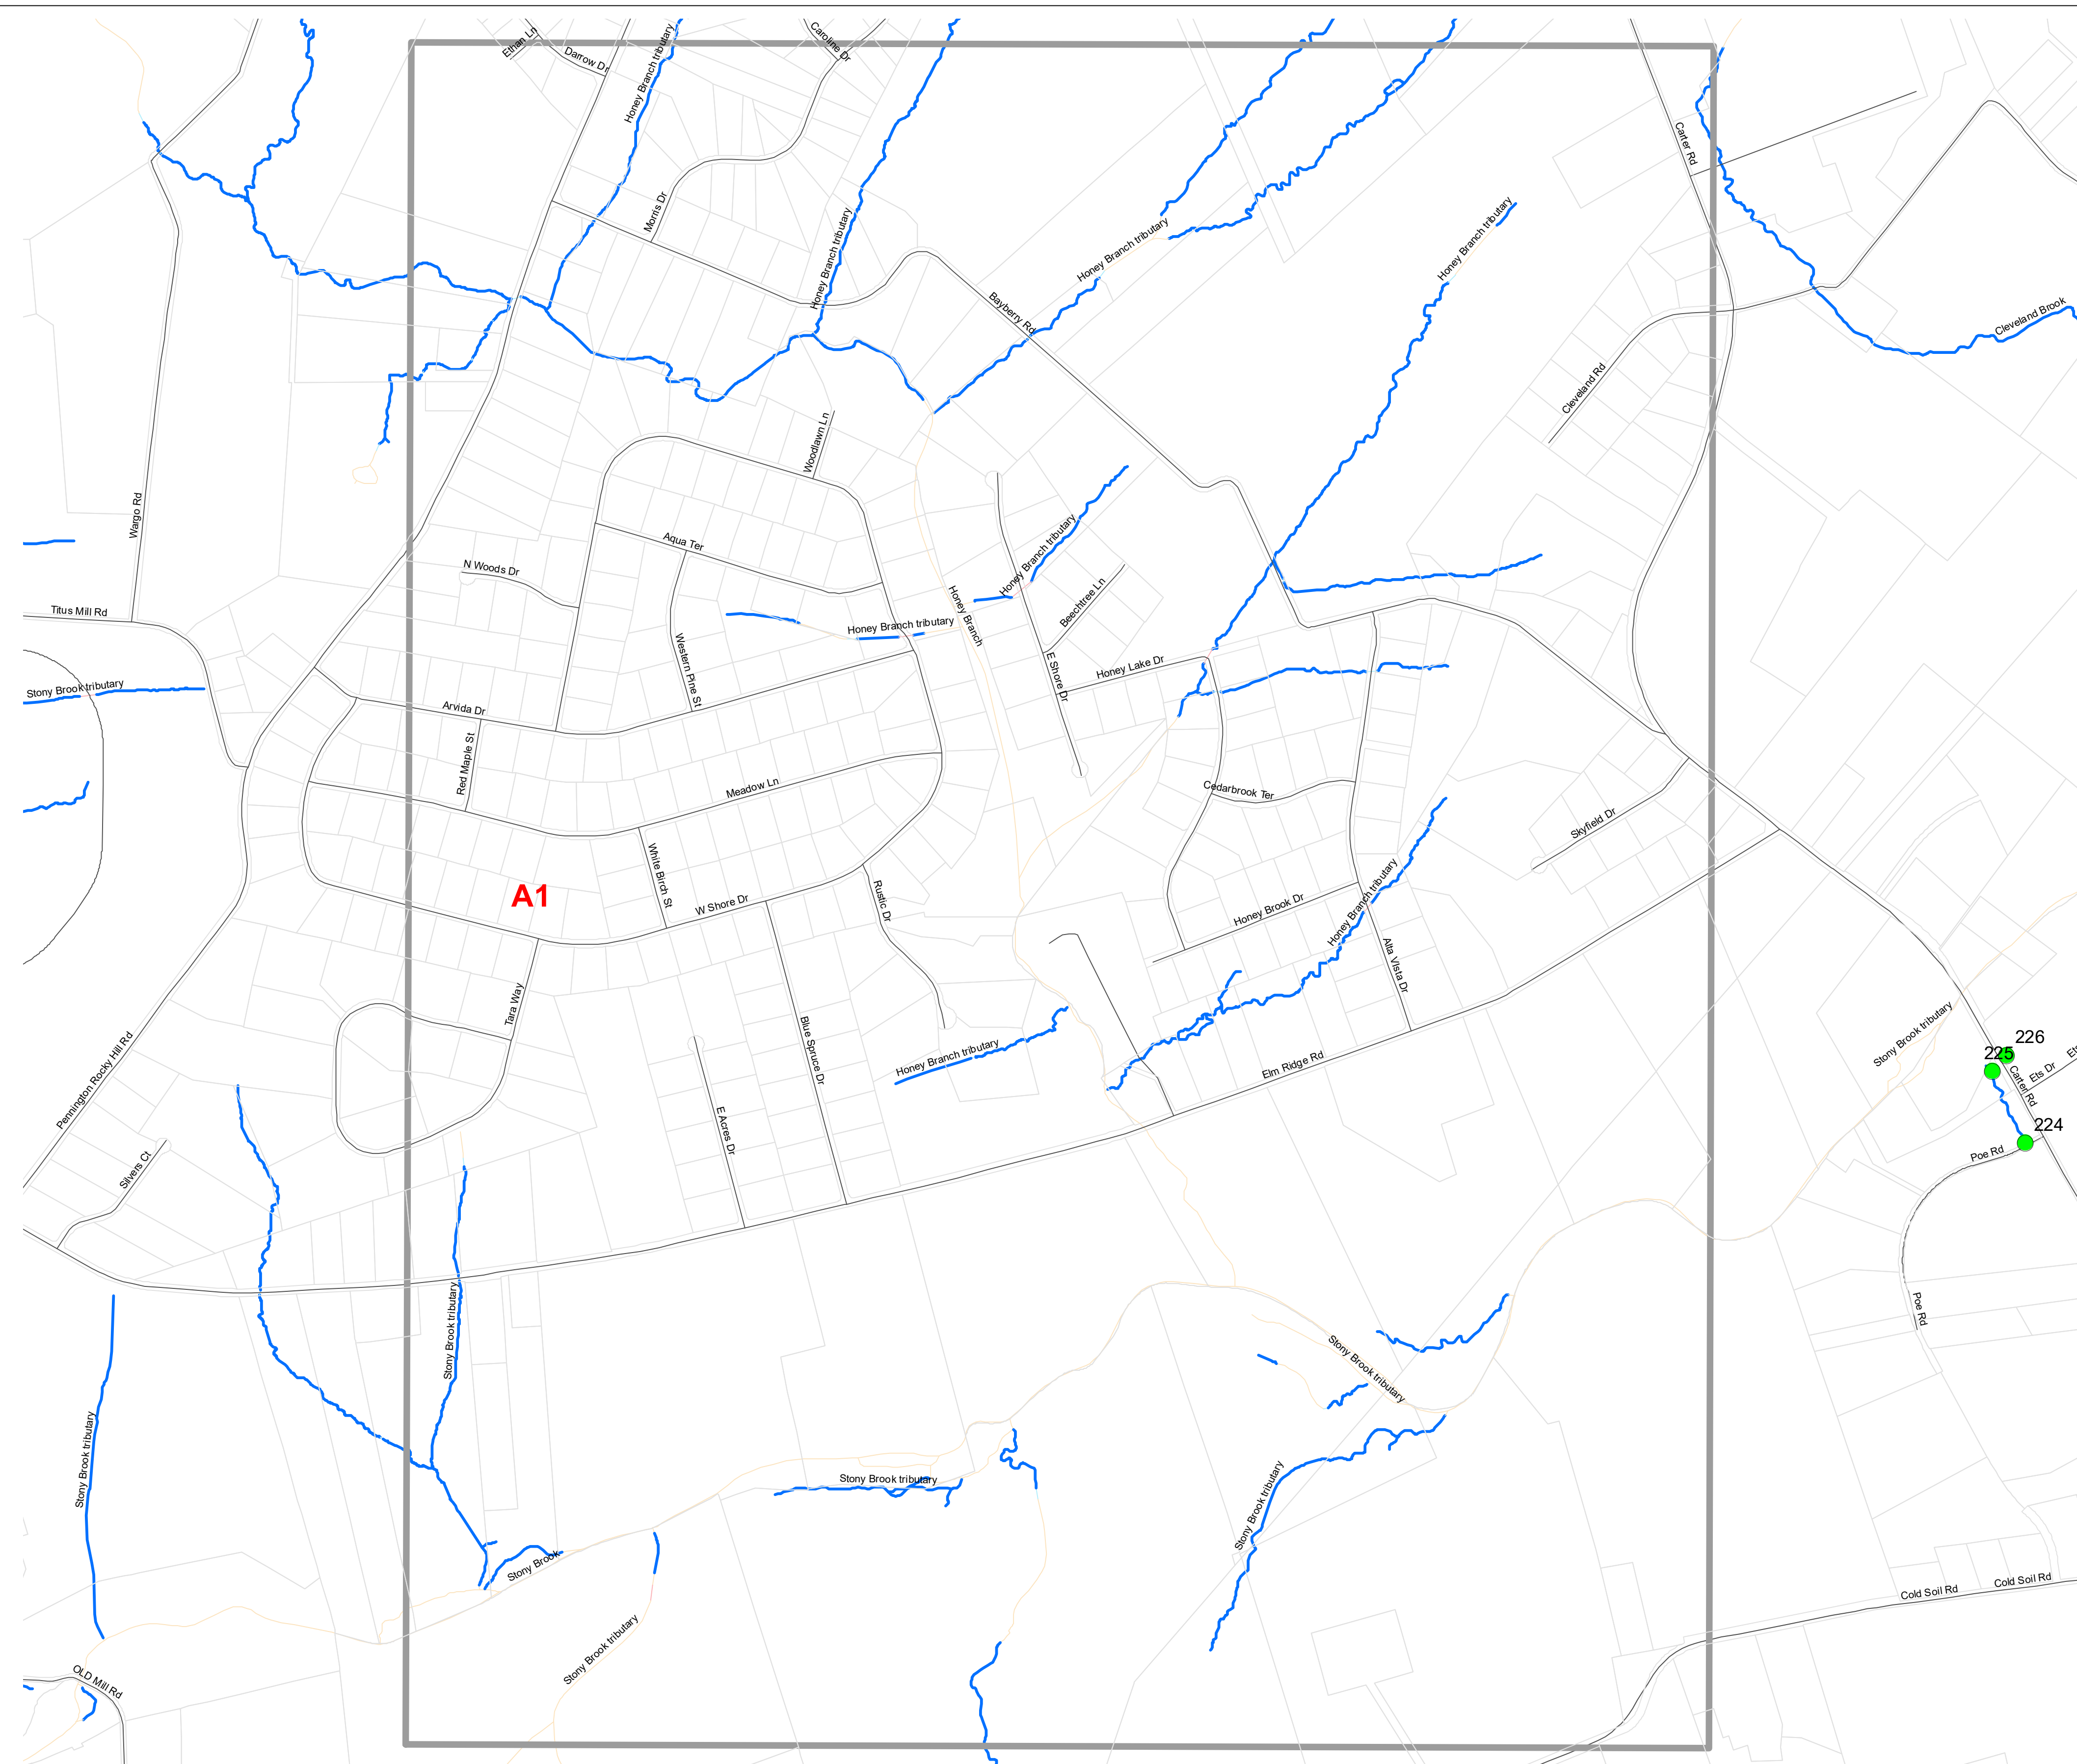 Ethan Ln
Darrow Dr
Honey Branch tributary
Caroline Dr
Carter Rd
Morris Dr
Honey Branch tributary
Honey Branch tributary
Honey Branch tributary
Bayberry Rd
Cleveland Brook
Cleveland Rd
Woodlawn Ln
Wargo Rd
Aqua Ter
N Woods Dr
Honey Branch tributary
Beechtree Ln
Honey Branch
Titus Mill Rd
Honey Branch tributary
Western Pine St
E Shore Dr
Honey Lake Dr
Stony Brook tributary
Arvida Dr
Red Maple St
Meadow Ln
Cedarbrook Ter
Skyfield Dr
White Birch St
A1
W Shore Dr
Rustic Dr
Honey Brook Dr
Honey Branch tributary
Alta Vista Dr
Tara Way
Blue Spruce Dr
Honey Branch tributary
Elm Ridge Rd
Stony Brook tributary
226
225
Carter Rd
Ets Dr
Ets
224
Poe Rd
Pennington Rocky Hill Rd
E Acres Dr
Silvers Ct
Poe Rd
Stony Brook tributary
Stony Brook tributary
Stony Brook tributary
Stony Brook tributary
Stony Brook tributary
Stony Brook
Cold Soil Rd
Cold Soil Rd
Stony Brook tributary
OLD Mill Rd